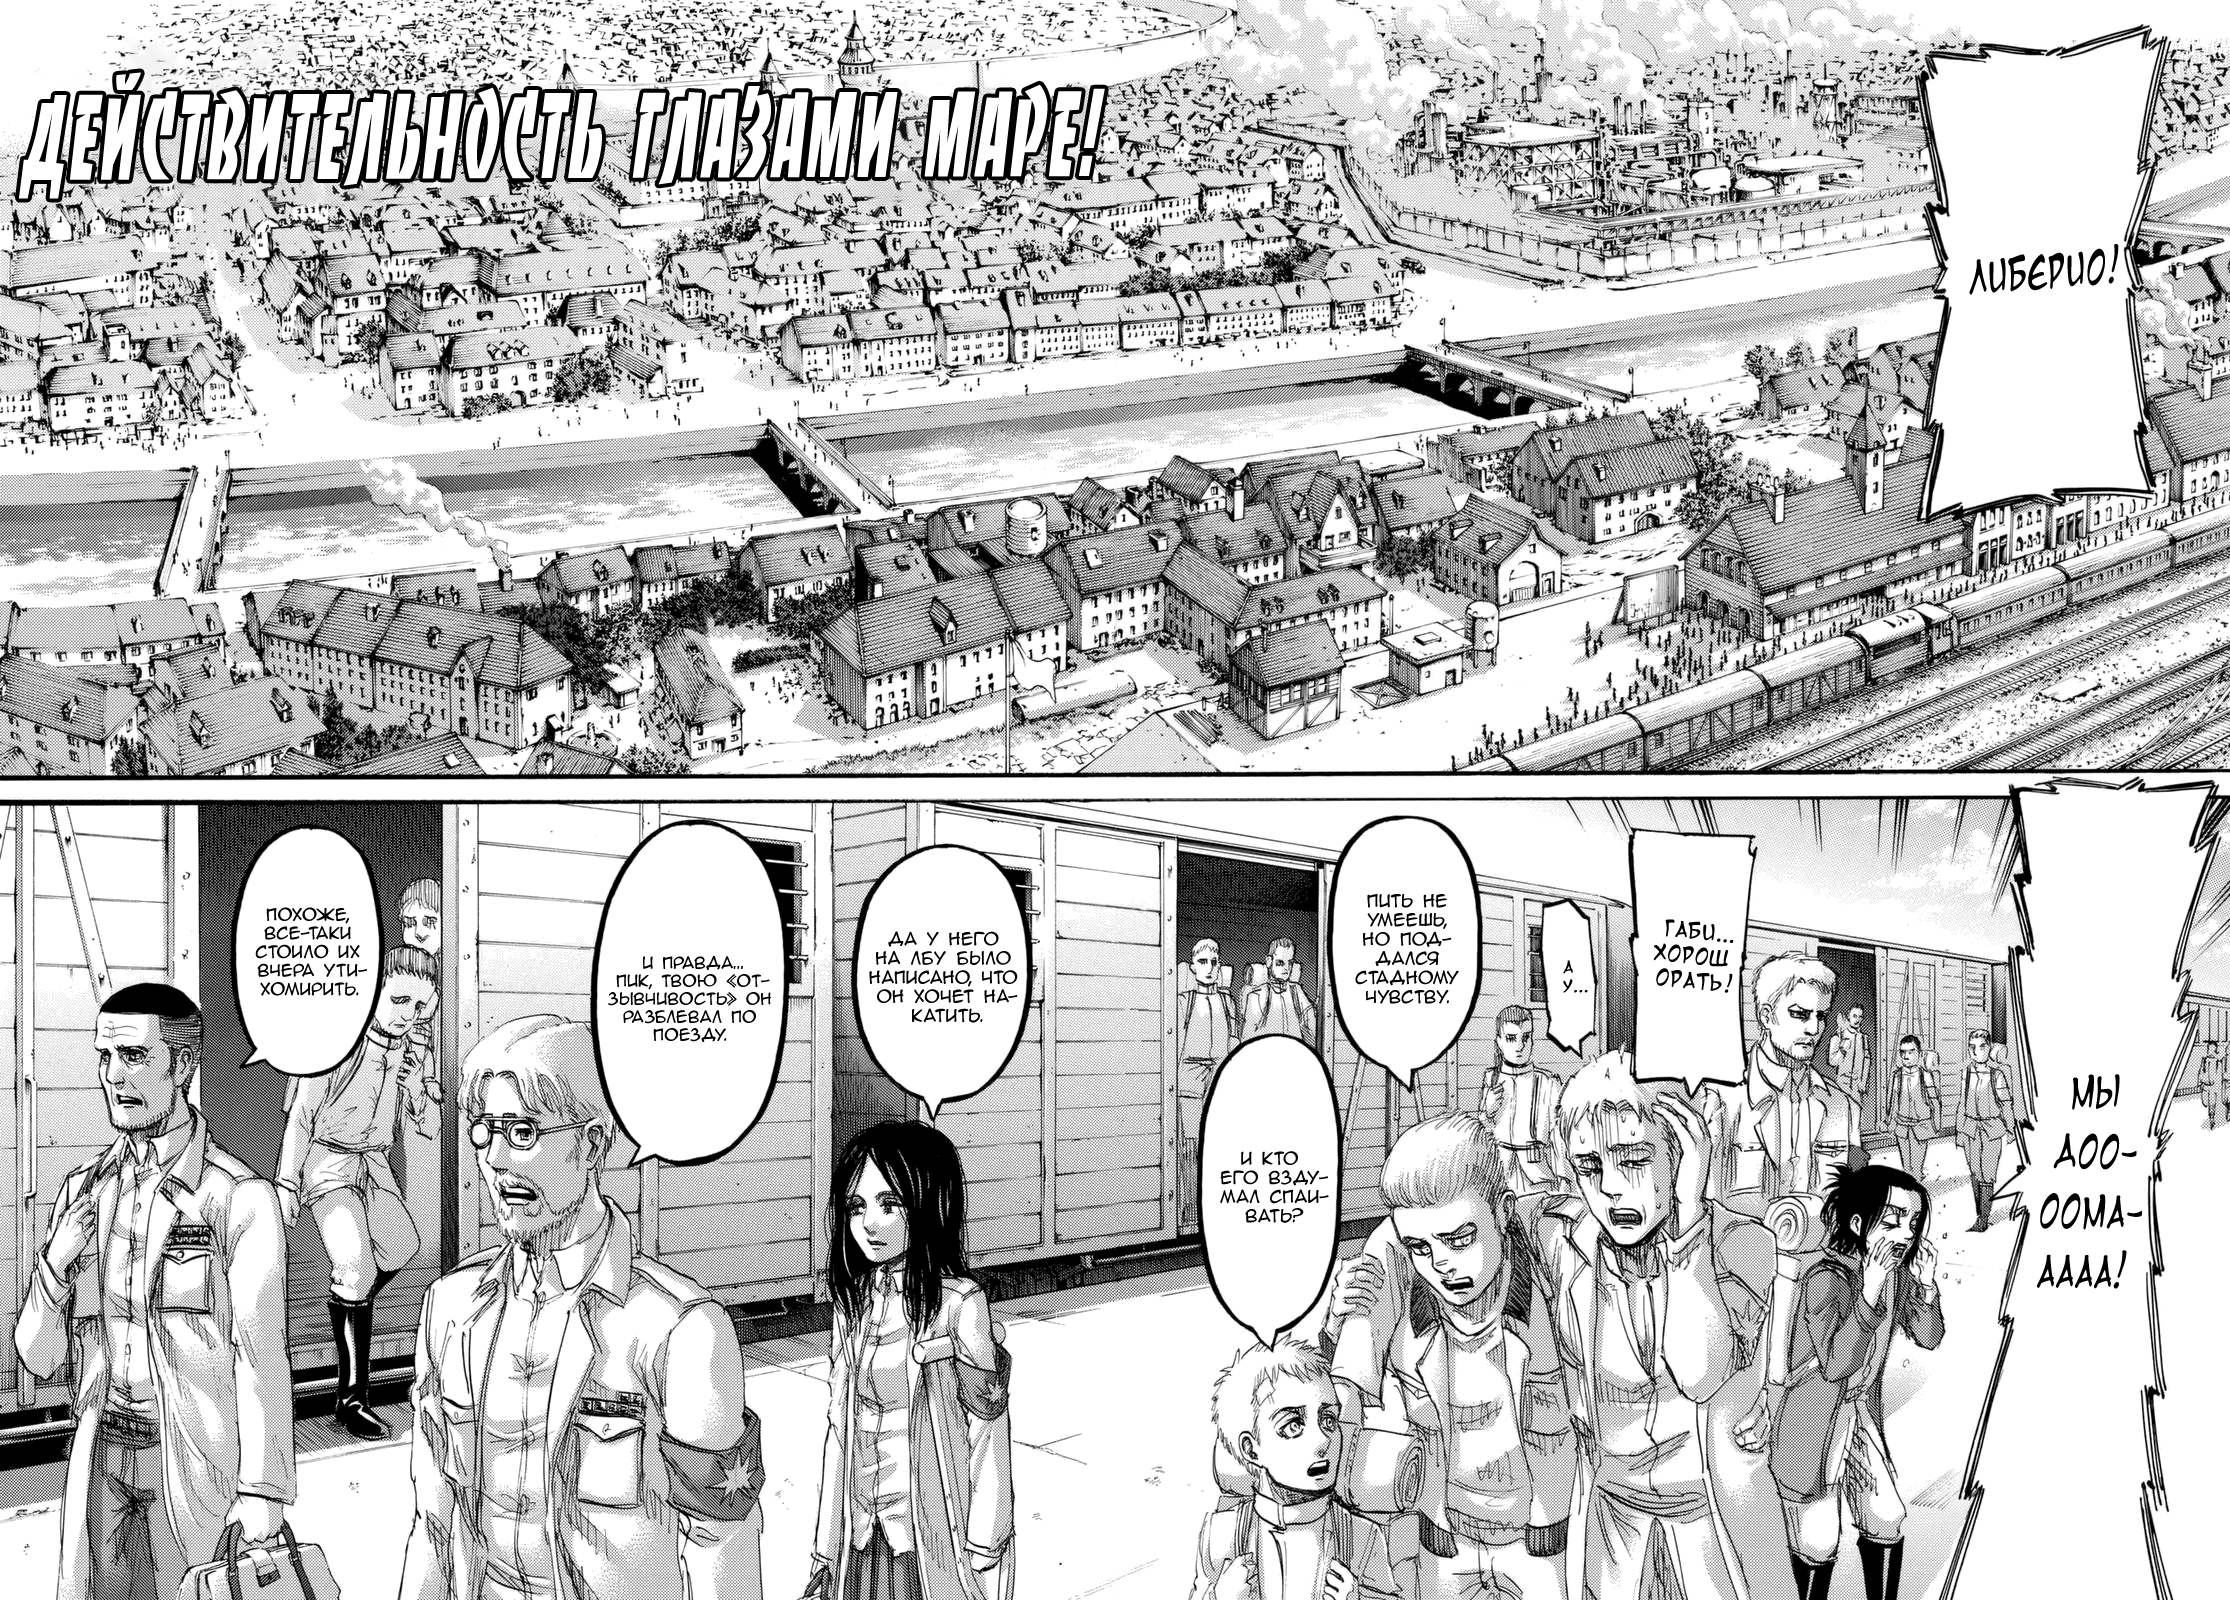 ЛИБЕРИО!
ДЕЙСТВИТЕЛЬНОСТЬ ГЛАЗАМИ МАРЕ!
МЫ
ДОО-
ООМА-
АААА!
ГАБИ...
ХОРОШ
ОРАТЬ!
А
У...
ПИТЬ НЕ
УМЕЕШЬ,
НО ПОД-
ДАЛСЯ
СТАДНОМУ
ЧУВСТВУ.
И КТО
ЕГО ВЗДУ-
МАЛ СПАИ-
ВАТЬ?
ДА У НЕГО
НА ЛБУ БЫЛО
НАПИСАНО, ЧТО
ОН ХОЧЕТ НА-
КАТИТЬ.
И ПРАВДА...
ПИК, ТВОЮ «ОТ-
ЗЫВЧИВОСТЬ» ОН
РАЗБЛЕВАЛ ПО
ПОЕЗДУ.
ПОХОЖЕ,
ВСЕ-ТАКИ
СТОИЛО ИХ
ВЧЕРА УТИ-
ХОМИРИТЬ.